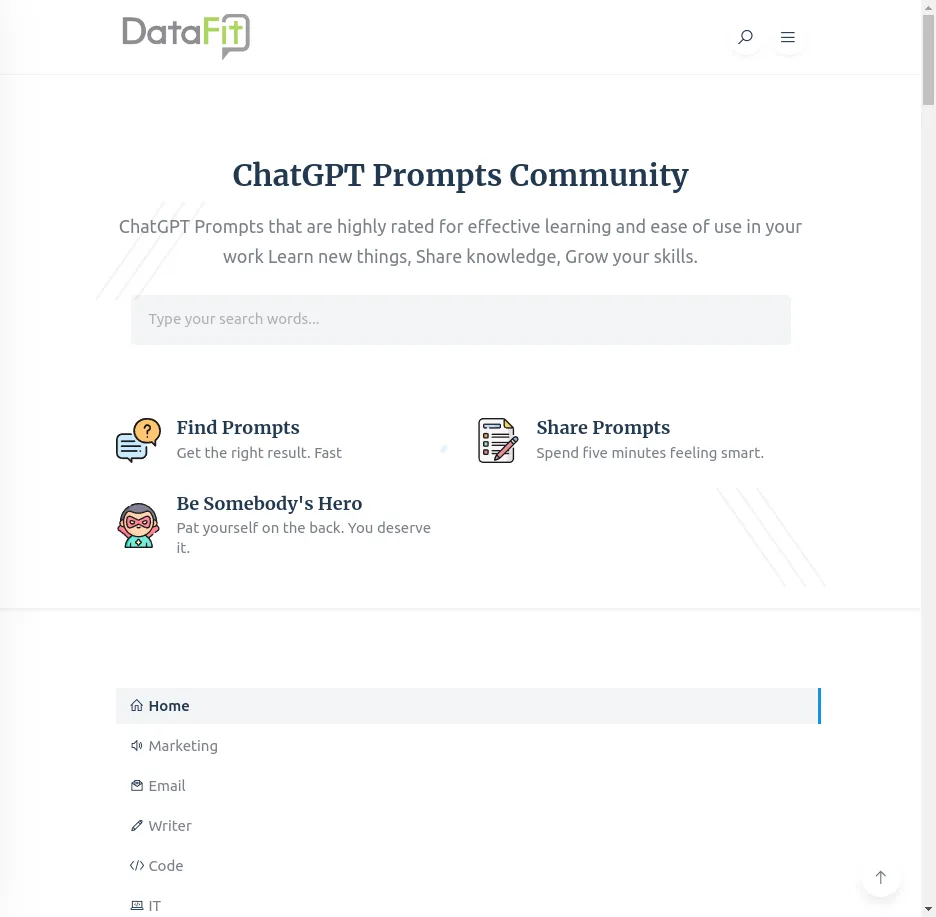 DataFit
ChatGPT Prompts Community
ChatGPT Prompts that are highly rated for effective learning and ease of use in your
work Learn new things, Share knowledge, Grow your skills.
Type your search words...
Find Prompts
Get the right result. Fast
Share Prompts
Spend five minutes feeling smart.
Be Somebody's Hero
Pat yourself on the back. You deserve
it.
Home
Marketing
Email
Writer
Code
IT